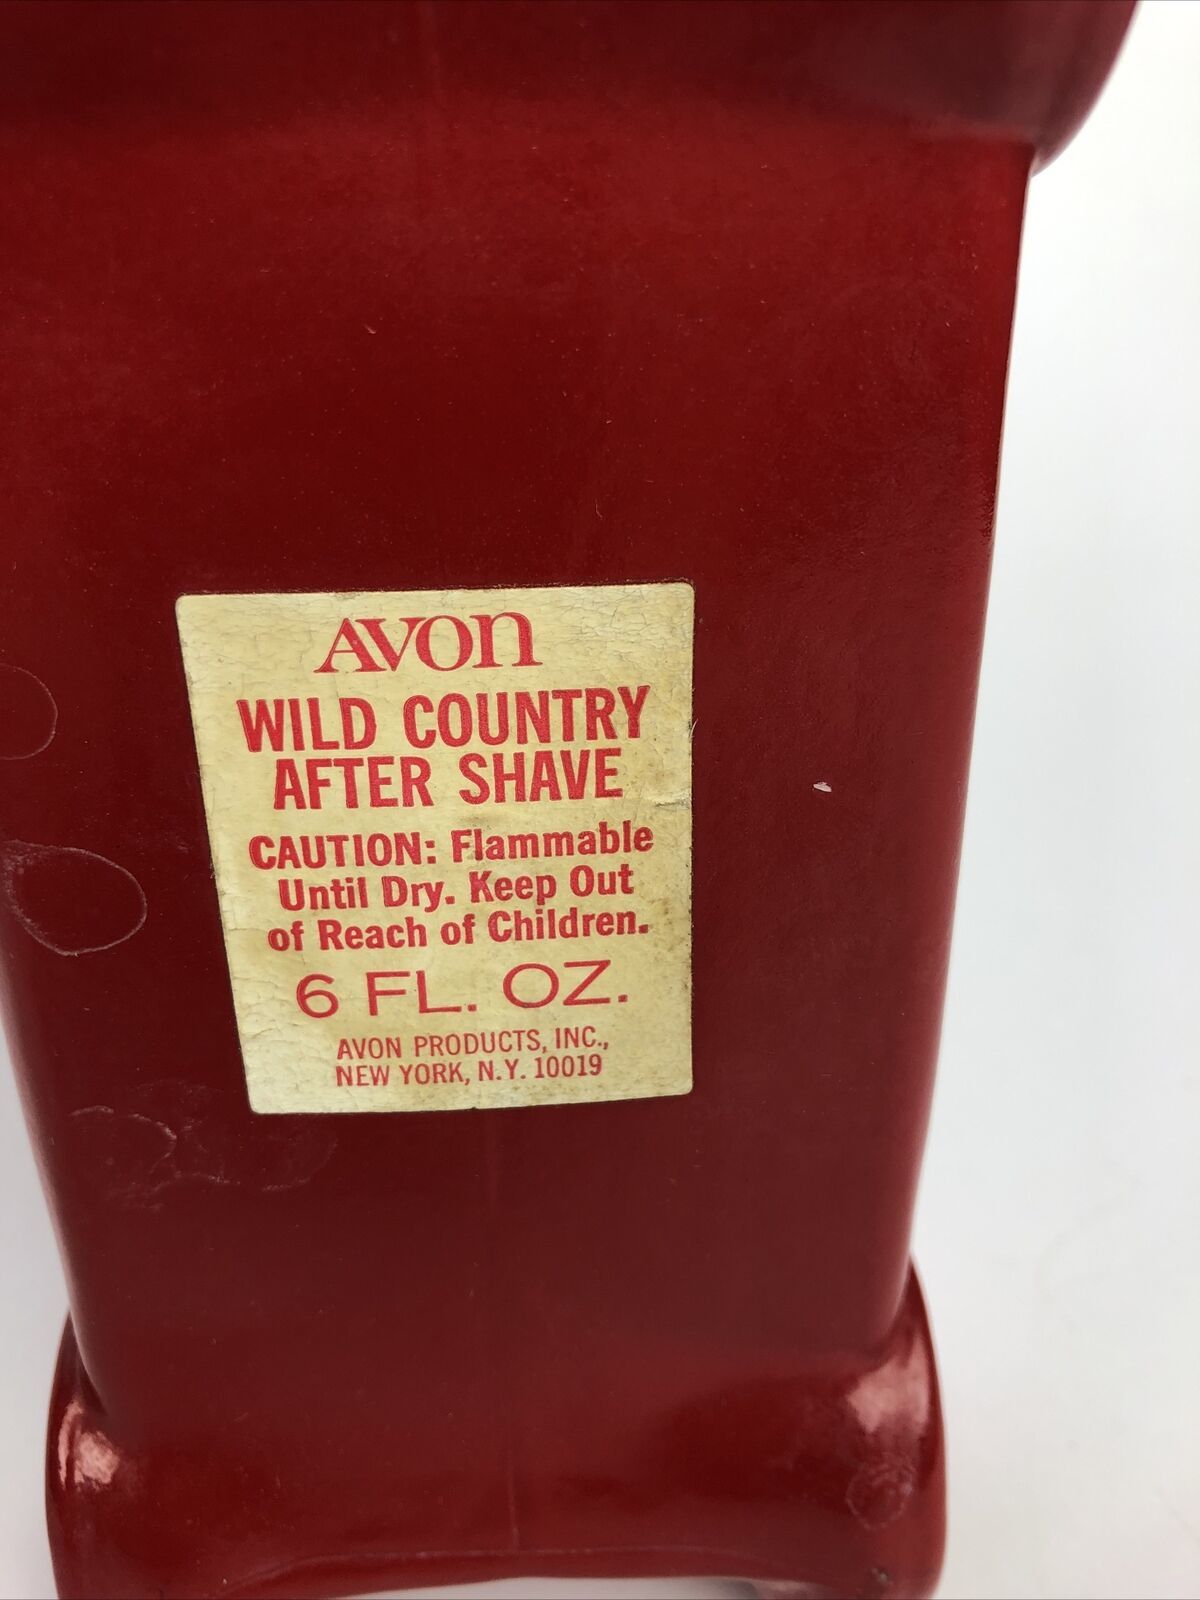 AVON
WILD COUNTRY
AFTER SHAVE
CAUTION: Flammable
Until Dry. Keep Out
of Reach of Children.
6 FL. OZ.
AVON PRODUCTS, INC.,
NEW YORK, N.Y. 10019